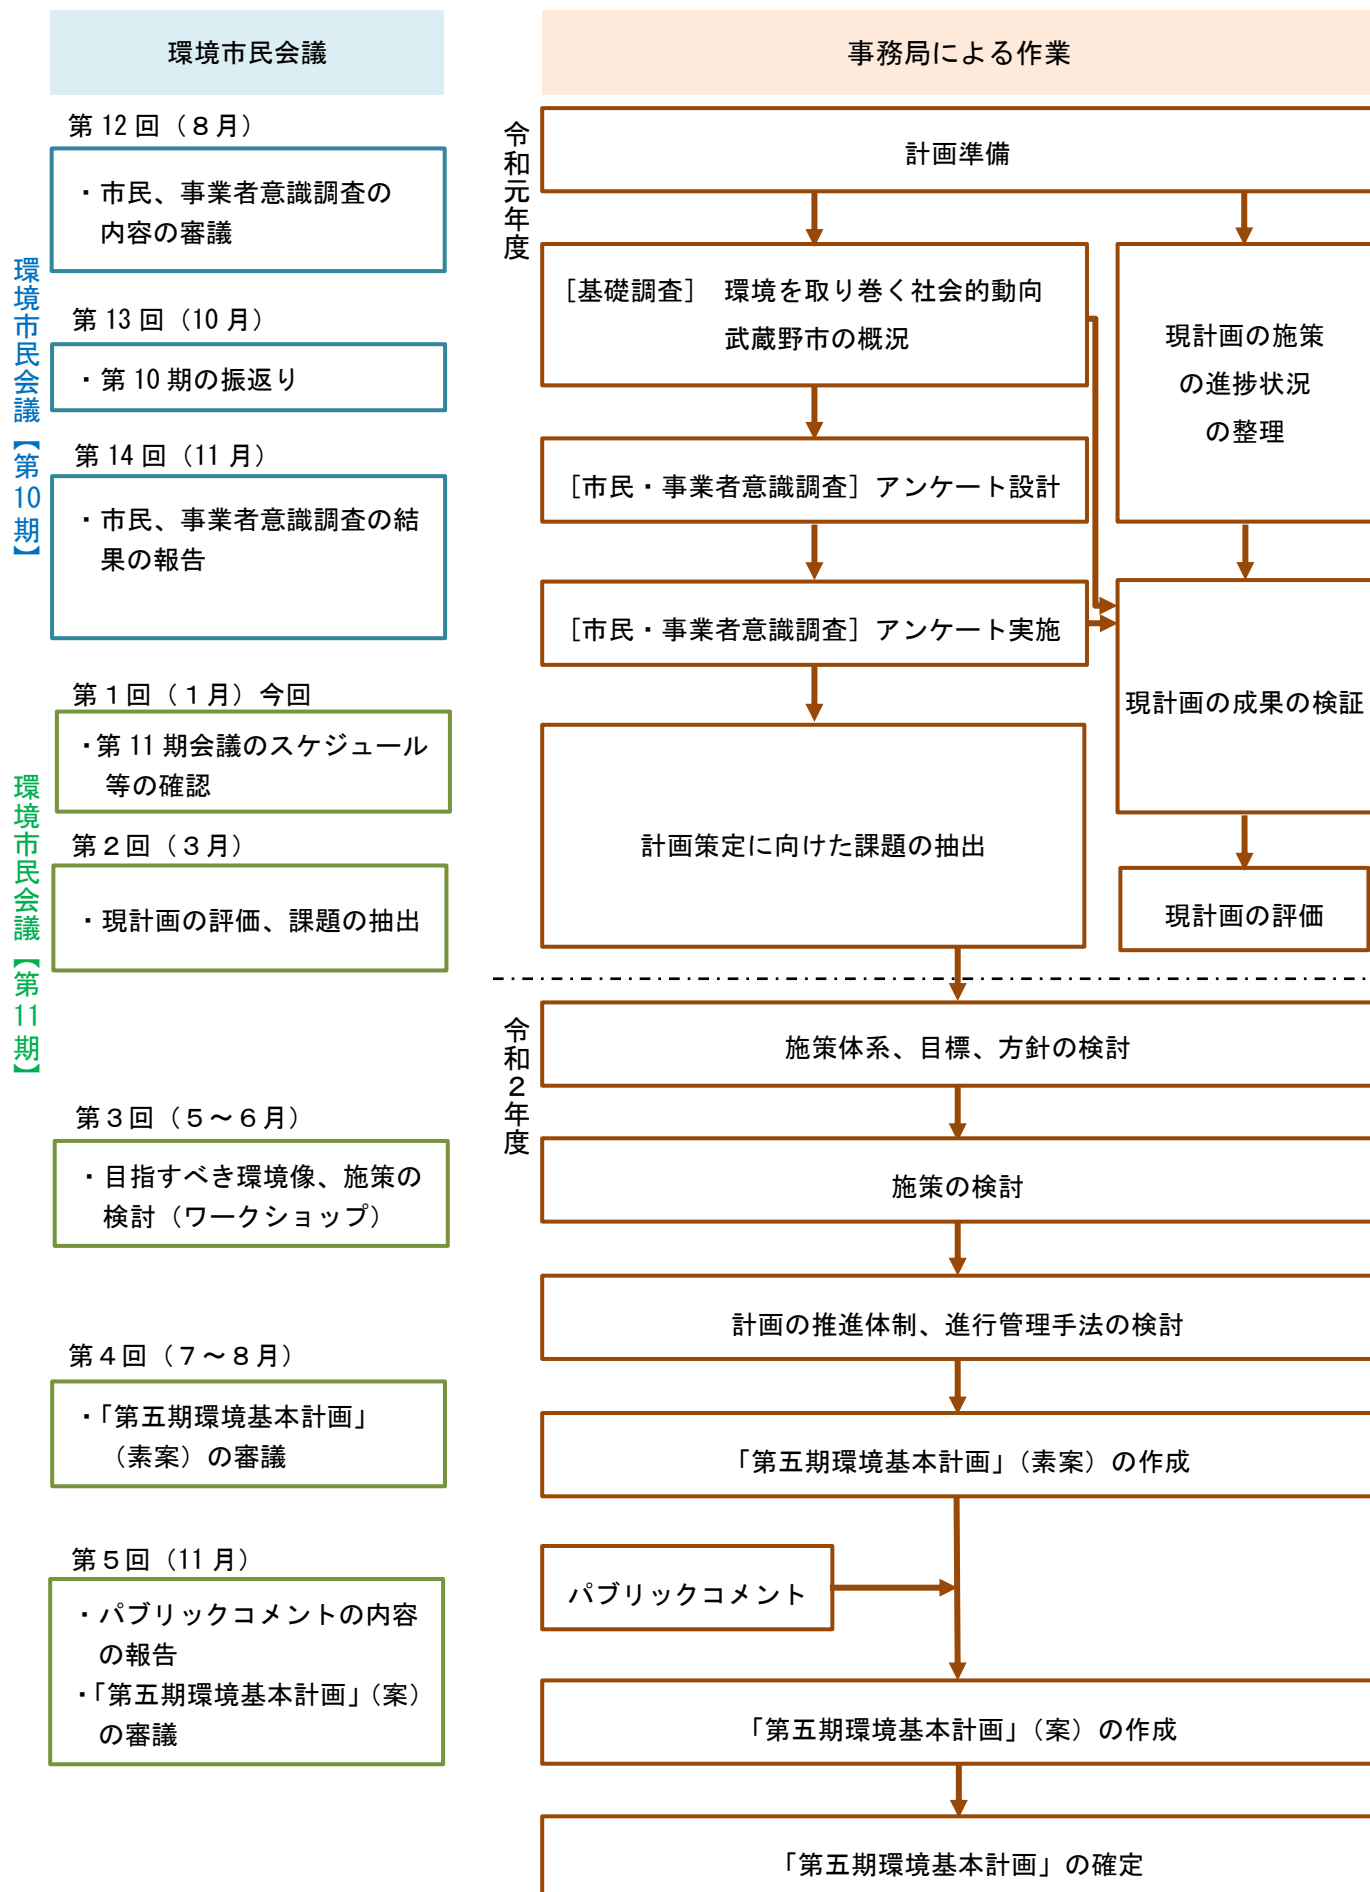 環境市民会議
環境市民会議【第10期】
第12回（８月）
・市民、事業者意識調査の
内容の審議
第13回（10月）
・第10期の振返り
第14回（11月）
・市民、事業者意識調査の結
果の報告
環境市民会議【第11期】
第１回（１月）今回
・第11期会議のスケジュール
等の確認
第２回（３月）
・現計画の評価、課題の抽出
第３回（５～６月）
・目指すべき環境像、施策の
検討（ワークショップ）
第４回（７～８月）
・「第五期環境基本計画」
（素案）の審議
第５回（11月）
・パブリックコメントの内容
の報告
・「第五期環境基本計画」（案）
の審議
事務局による作業
令和元年度
計画準備
［基礎調査］ 環境を取り巻く社会的動向
武蔵野市の概況
現計画の施策
の進捗状況
の整理
［市民・事業者意識調査］アンケート設計
［市民・事業者意識調査］アンケート実施
現計画の成果の検証
計画策定に向けた課題の抽出
現計画の評価
令和２年度
施策体系、目標、方針の検討
施策の検討
計画の推進体制、進行管理手法の検討
「第五期環境基本計画」（素案）の作成
パブリックコメント
「第五期環境基本計画」（案）の作成
「第五期環境基本計画」の確定